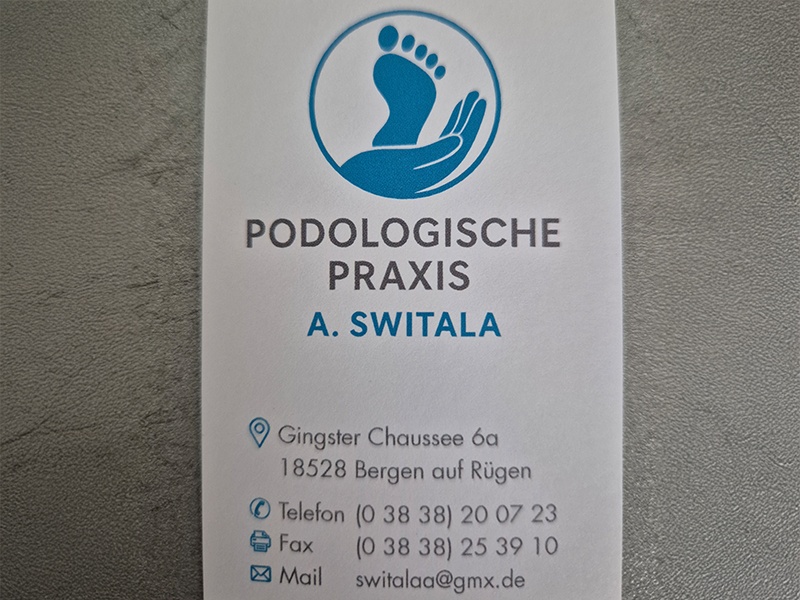 PODOLOGISCHE
PRAXIS
A. SWITALA
Gingster Chaussee 6a
18528 Bergen auf Rügen
Telefon (0 38 38) 20 07 23
Fax (0 38 38) 25 39 10
Mail switalaa@gmx.de